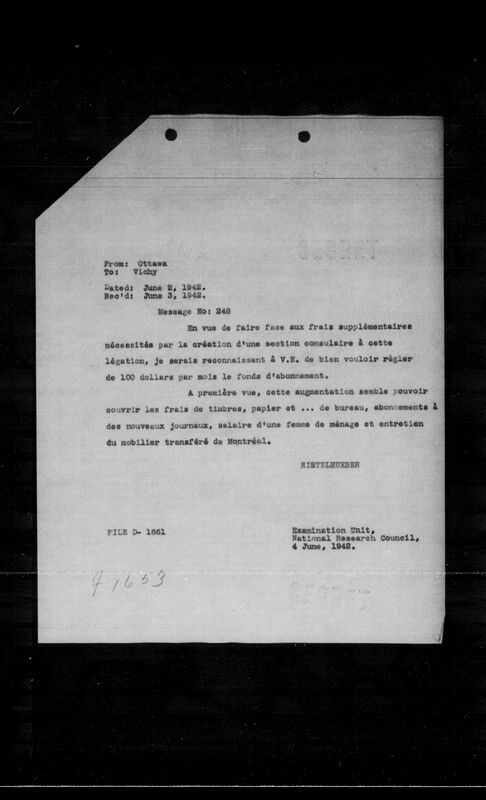 SECRET
From: Ottawa
To: Vichy
Dated: June 2, 1942.
Rec'd: June 3, 1942.
Message No: 248
En vue de faire face aux frais supplémentaires
nécessités par la création d'une section consulaire à cette
légation, je serais reconnaissant à V.E. de bien vouloir régler
de 100 dollars par mois le fonds d'abonnement.
A première vue, cette augmentation semble pouvoir
couvrir les frais de timbres, papier et ... de bureau, abonnements à
des nouveaux journaux, salaire d'une femme de ménage et entretien
du mobilier transféré de Montréal.
RISTELHUEBER
FILE D- 1661
Examination Unit,
National Research Council,
4 June, 1942.
1653
SECRET